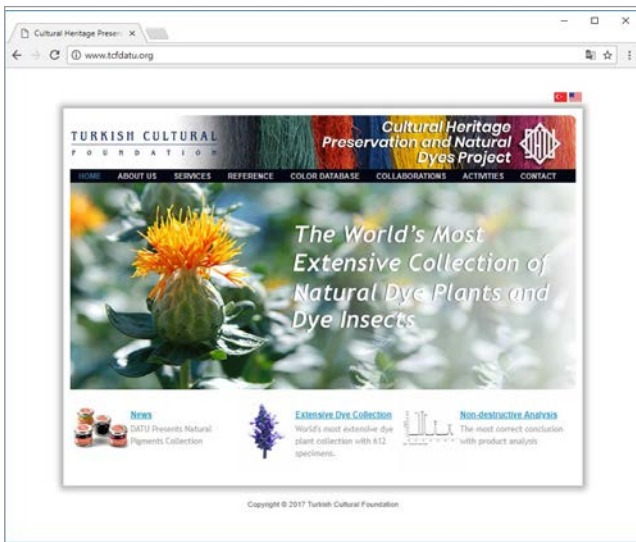 Cultural Heritage Preser
www.tcfdatu.org
TURKISH CULTURAL
FOUNDATION
Cultural Heritage
Preservation and Natural
Dyes Project
HOME ABOUT US SERVICES REFERENCE COLOR DATABASE COLLABORATIONS ACTIVITIES CONTACT
The World's Most
Extensive Collection of
Natural Dye Plants and
Dye Insects
News
DATU Presents Natural
Pigments Collection
Extensive Dye Collection
World's most extensive dye
plant collection with 612
specimens.
Non-destructive Analysis
The most correct conclusion
with product analysis
Copyright © 2017 Turkish Cultural Foundation